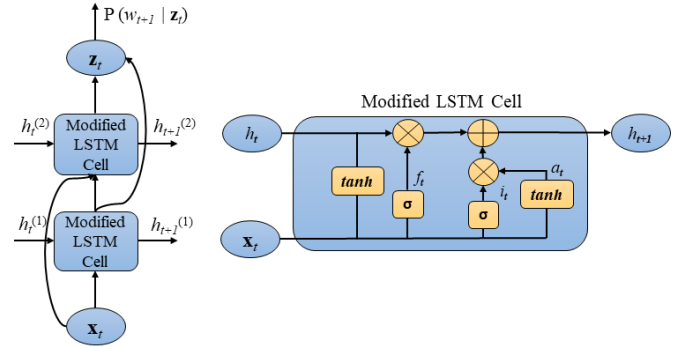 P (w_{t+1} | z_t)
z_t
h_t^{(2)}
Modified
LSTM
Cell
h_{t+1}^{(2)}
h_t^{(1)}
Modified
LSTM
Cell
h_{t+1}^{(1)}
x_t
Modified LSTM Cell
h_t
h_{t+1}
tanh
f_t
σ
i_t
σ
a_t
tanh
x_t